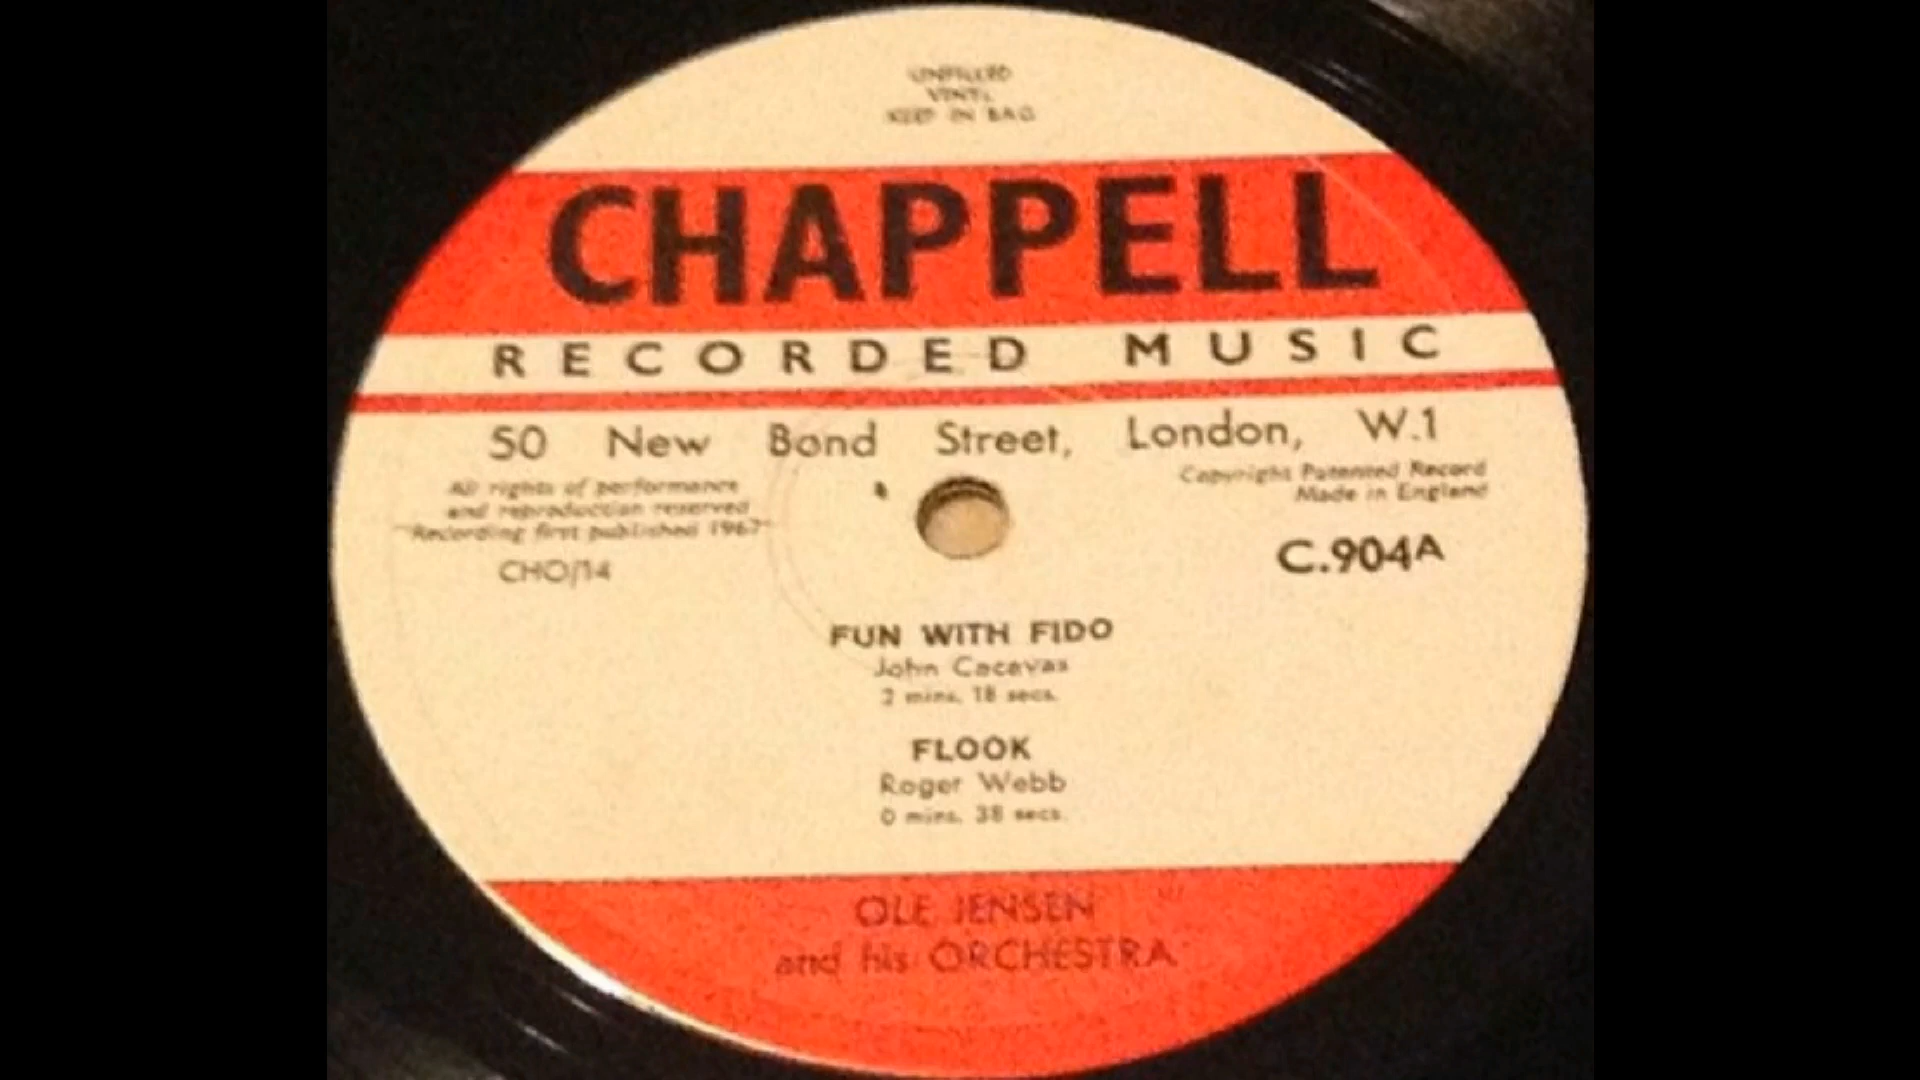 UNFILLED
VINYL
KEEP IN BAG
CHAPPELL
RECORDED MUSIC
50 New Bond Street, London, W.1
All rights of performance
and reproduction reserved
Recording first published 1967
CHO/14
Copyright Patented Record
Made in England
C.904A
FUN WITH FIDO
John Cacavas
2 mins. 18 secs.
FLOOK
Roger Webb
0 mins. 38 secs.
OLE JENSEN
and his ORCHESTRA